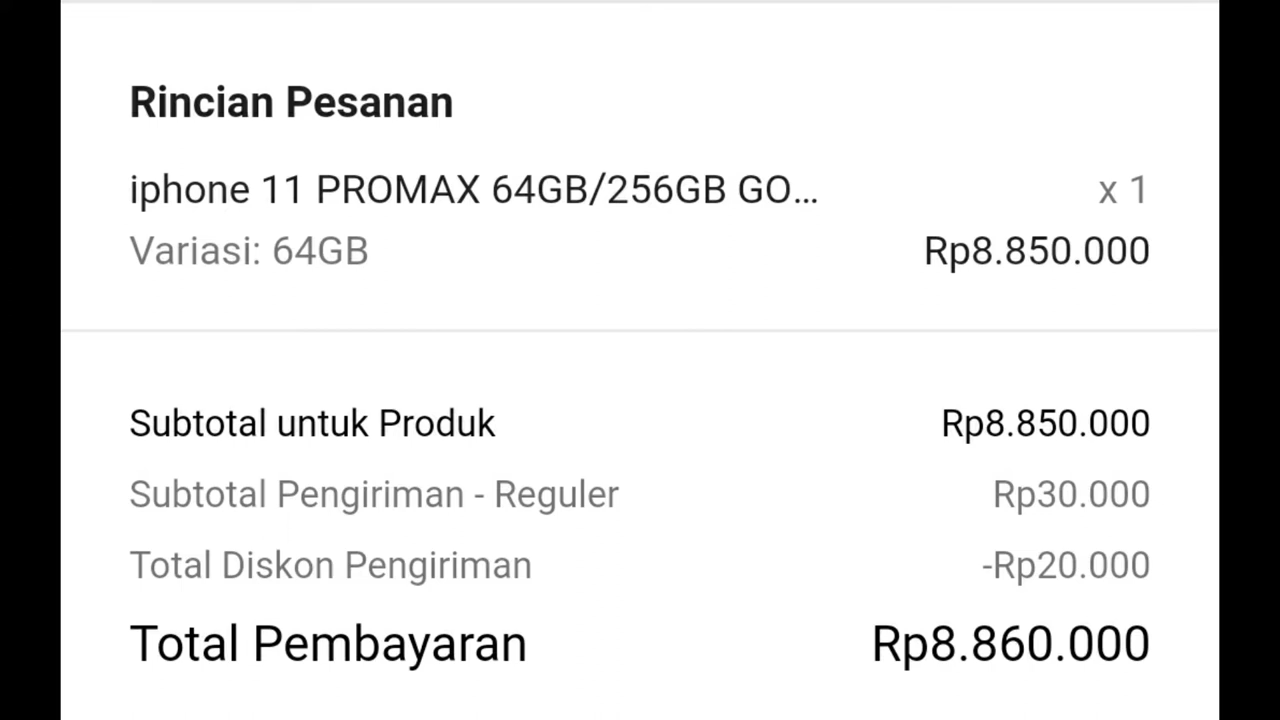 Rincian Pesanan
iphone 11 PROMAX 64GB/256GB GO...
x 1
Variasi: 64GB
Rp8.850.000
Subtotal untuk Produk
Rp8.850.000
Subtotal Pengiriman - Reguler
Rp30.000
Total Diskon Pengiriman
-Rp20.000
Total Pembayaran
Rp8.860.000